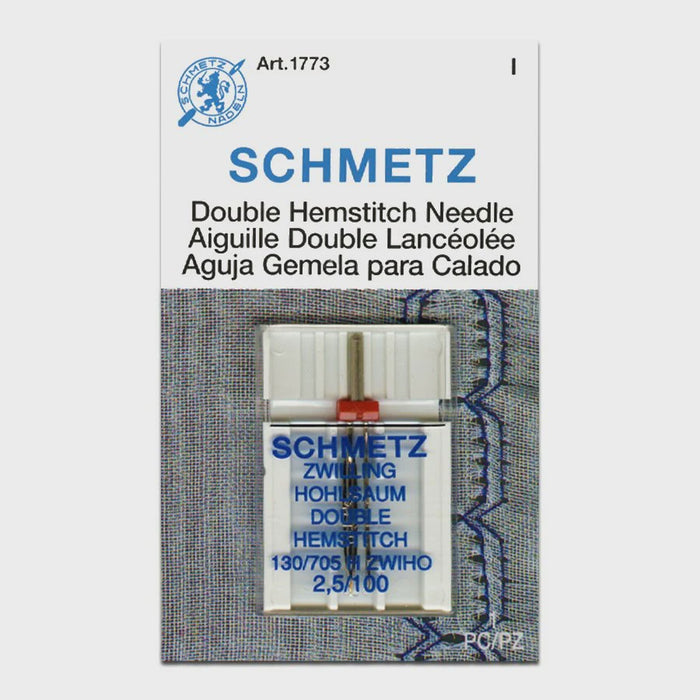 SCHMETZ
NADELN
Art.1773
I
SCHMETZ
Double Hemstitch Needle
Aiguille Double Lancéolée
Aguja Gemela para Calado
SCHMETZ
ZWILLING
HOHLSAUM
DOUBLE
HEMSTITCH
130/705 H ZWIHO
2,5/100
1
PC/PZ